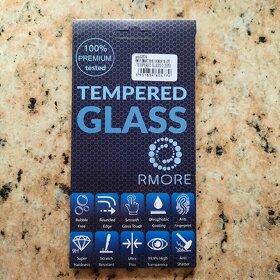 100%
PREMIUM
tested
TEMPERED
GLASS
RMORE
Bubble Free
Rounded Edge
Smooth Glass Touch
Oleophobic Coating
Anti Fingerprint
Super Hardness
Scratch Resistant
Ultra Thin
99.9% High Transparency
Anti Shatter